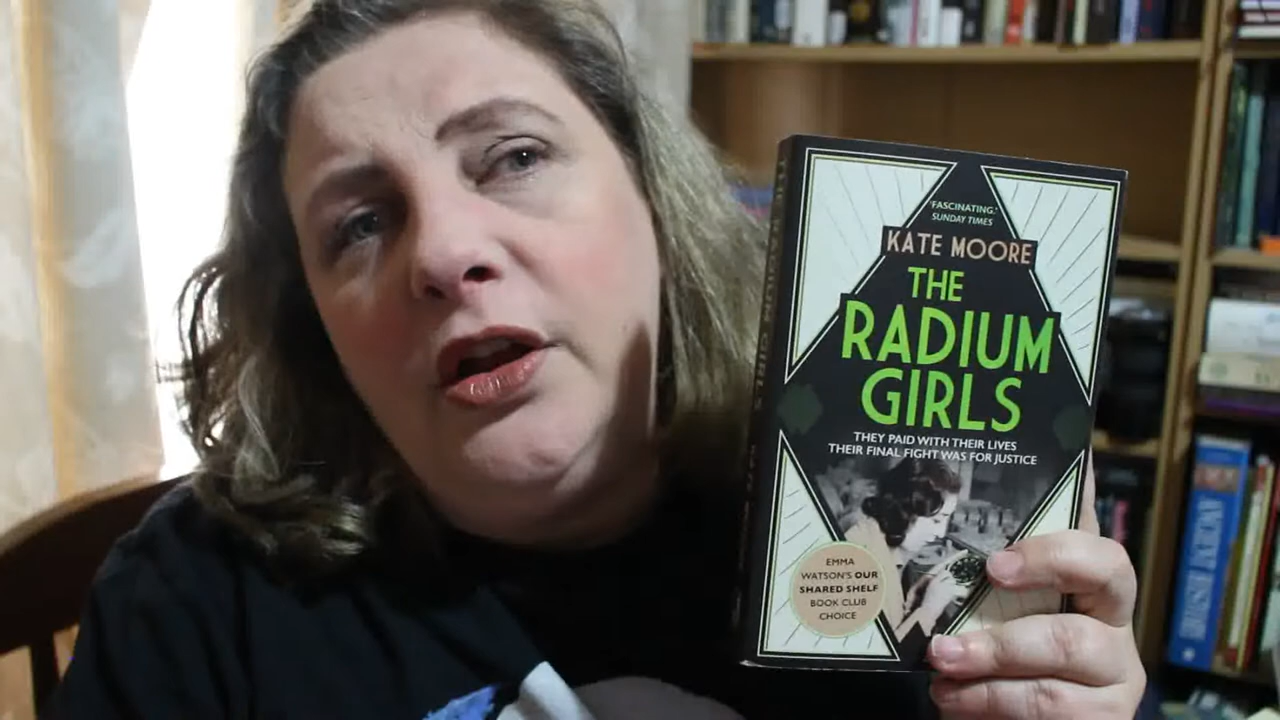 'FASCINATING.'
SUNDAY TIMES
KATE MOORE
THE
RADIUM
GIRLS
THEY PAID WITH THEIR LIVES
THEIR FINAL FIGHT WAS FOR JUSTICE
EMMA
WATSON'S OUR
SHARED SHELF
BOOK CLUB
CHOICE